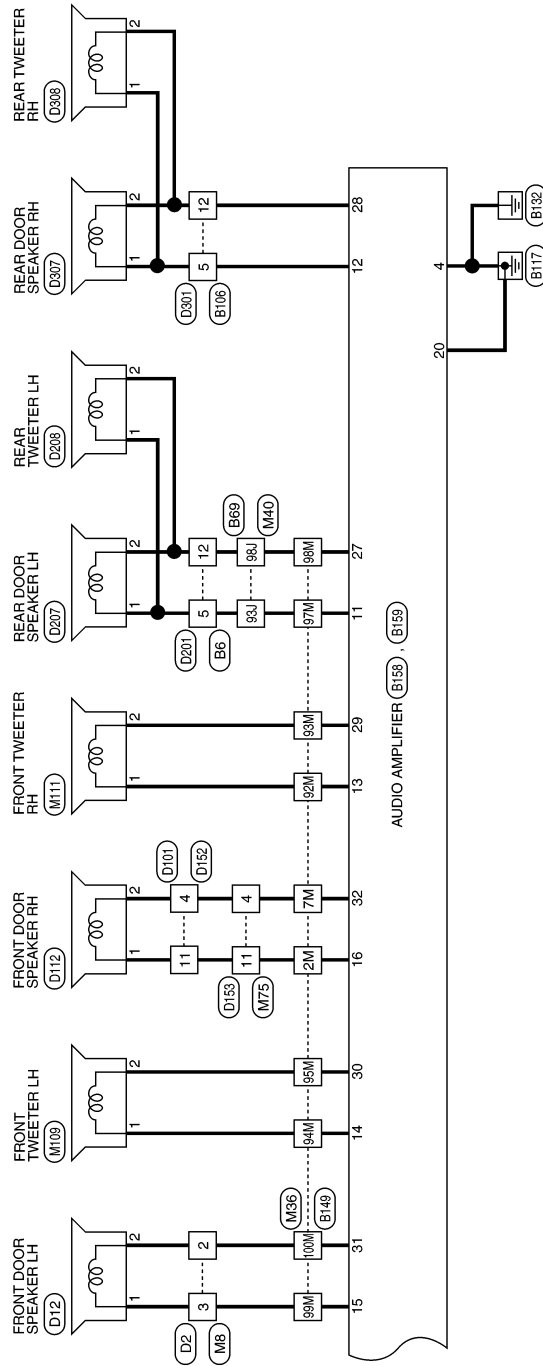 FRONT DOOR
SPEAKER LH
D12
1
2
D2
M8
3
2
M36
B149
99M
100M
15
31
FRONT
TWEETER LH
M109
1
2
94M
95M
14
30
FRONT DOOR
SPEAKER RH
D112
1
2
D101
D152
11
4
D153
M75
11
4
2M
7M
16
32
FRONT TWEETER
RH
M111
1
2
92M
93M
13
29
REAR DOOR
SPEAKER LH
D207
1
2
D201
B6
5
12
B69
M40
93J
98J
97M
98M
11
27
REAR
TWEETER LH
D208
1
2
REAR DOOR
SPEAKER RH
D307
1
2
D301
B106
5
12
12
28
REAR TWEETER
RH
D308
1
2
AUDIO AMPLIFIER B158 , B159
20
4
B117
B132